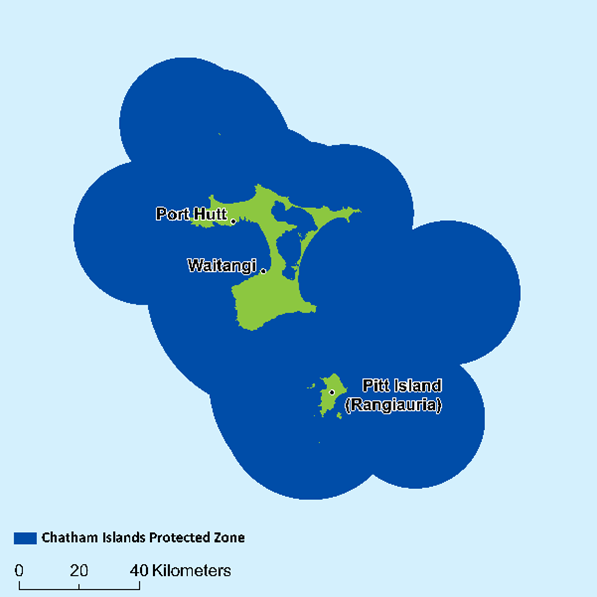 Port Hutt
Waitangi
Pitt Island
(Rangiauria)
Chatham Islands Protected Zone
0 20 40 Kilometers